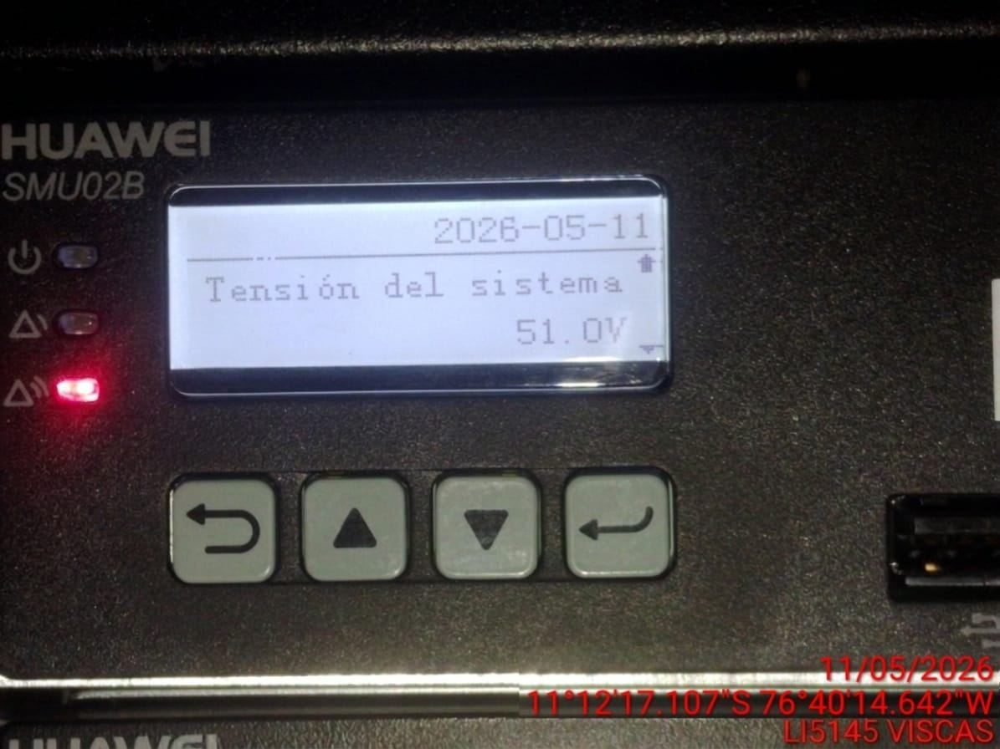 HUAWEI
SMU02B
2026-05-11
Tensión del sistema
51.0V
11/05/2026
11°12'17.107"S 76°40'14.642"W
LI5145 VISCAS
HUAWEI